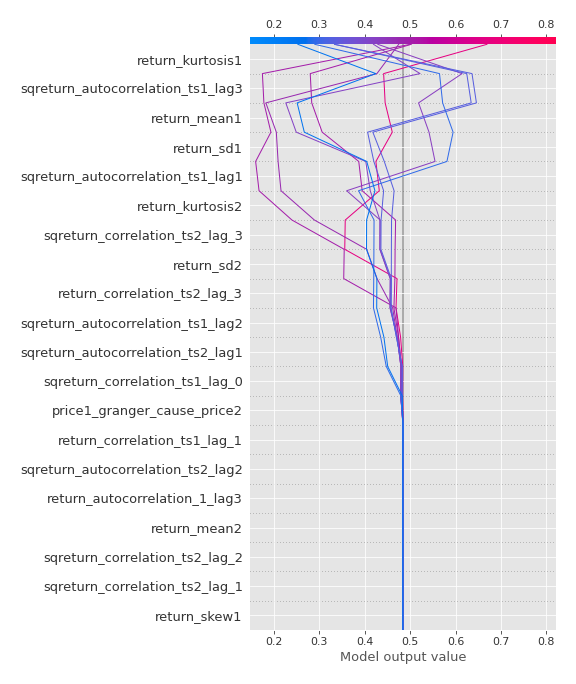 0.2 0.3 0.4 0.5 0.6 0.7 0.8
return_kurtosis1
sqreturn_autocorrelation_ts1_lag3
return_mean1
return_sd1
sqreturn_autocorrelation_ts1_lag1
return_kurtosis2
sqreturn_correlation_ts2_lag_3
return_sd2
return_correlation_ts2_lag_3
sqreturn_autocorrelation_ts1_lag2
sqreturn_autocorrelation_ts2_lag1
sqreturn_correlation_ts1_lag_0
price1_granger_cause_price2
return_correlation_ts1_lag_1
sqreturn_autocorrelation_ts2_lag2
return_autocorrelation_1_lag3
return_mean2
sqreturn_correlation_ts2_lag_2
sqreturn_correlation_ts2_lag_1
return_skew1
0.2 0.3 0.4 0.5 0.6 0.7 0.8
Model output value